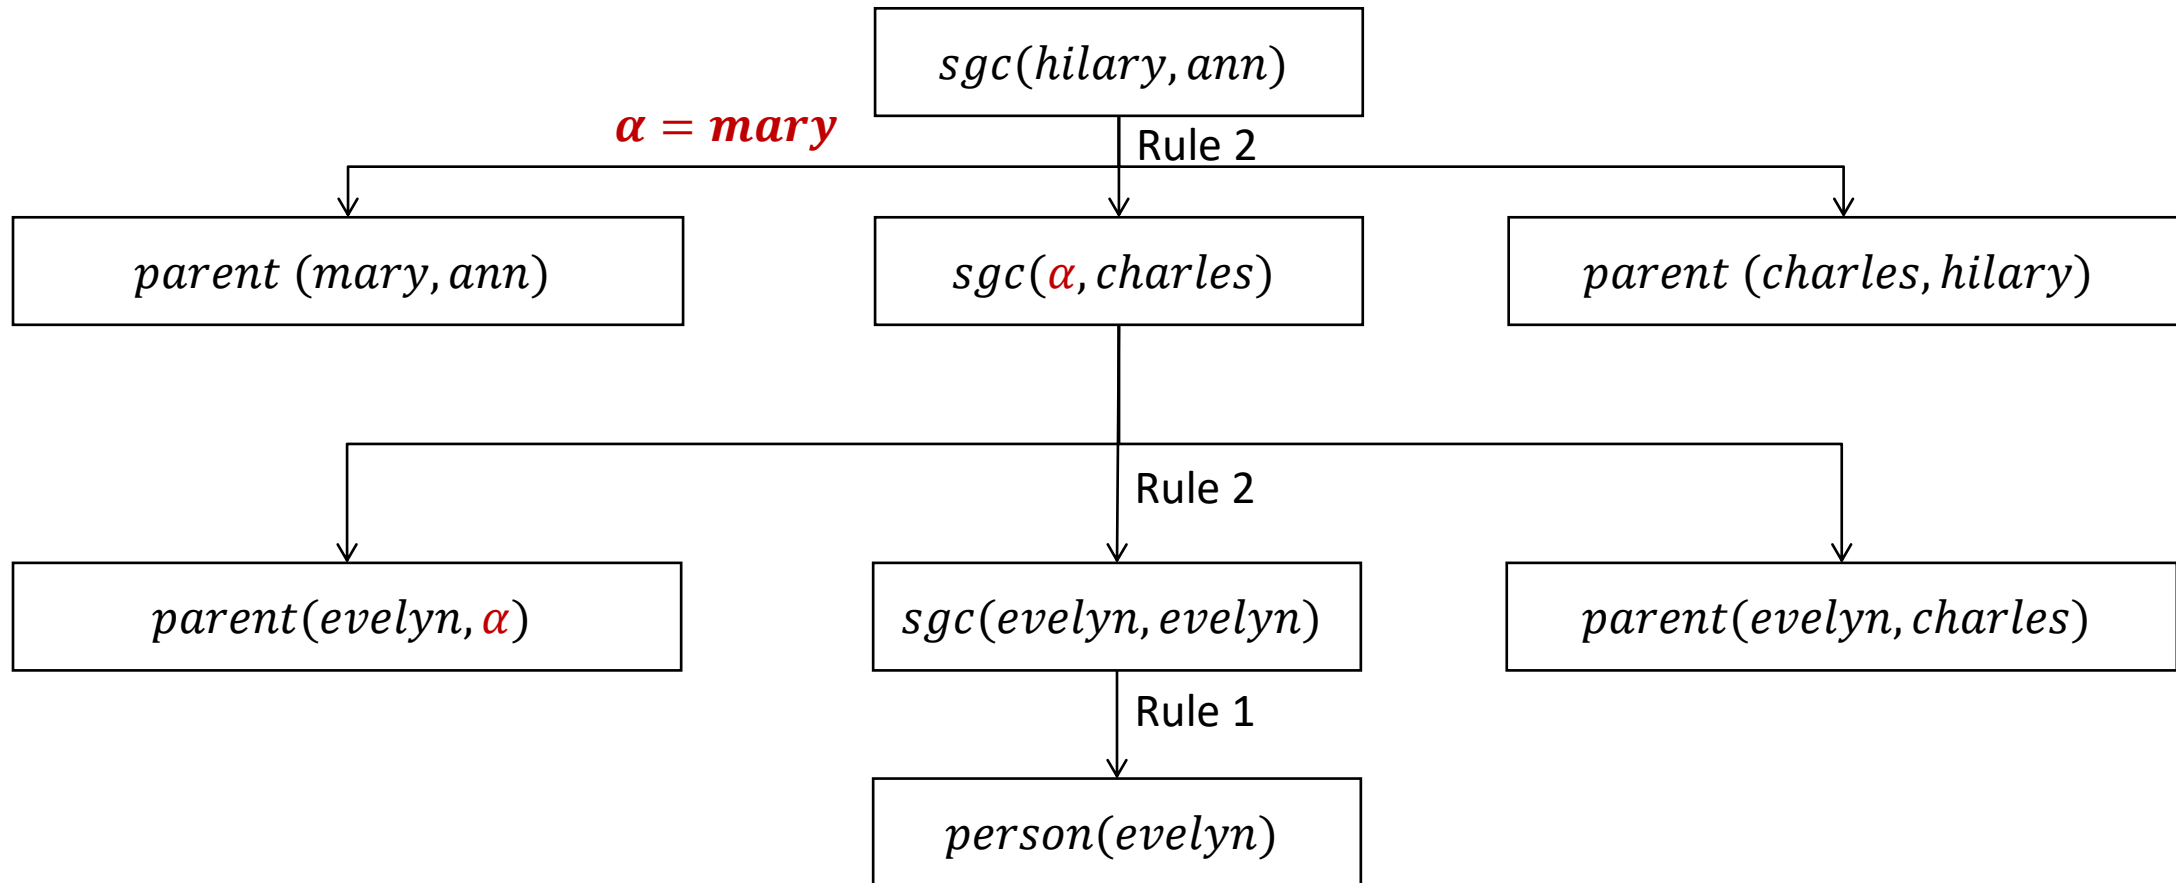 sgc(hilary, ann)
α = mary
Rule 2
parent (mary, ann)
sgc(α, charles)
parent (charles, hilary)
Rule 2
parent(evelyn, α)
sgc(evelyn, evelyn)
parent(evelyn, charles)
Rule 1
person(evelyn)